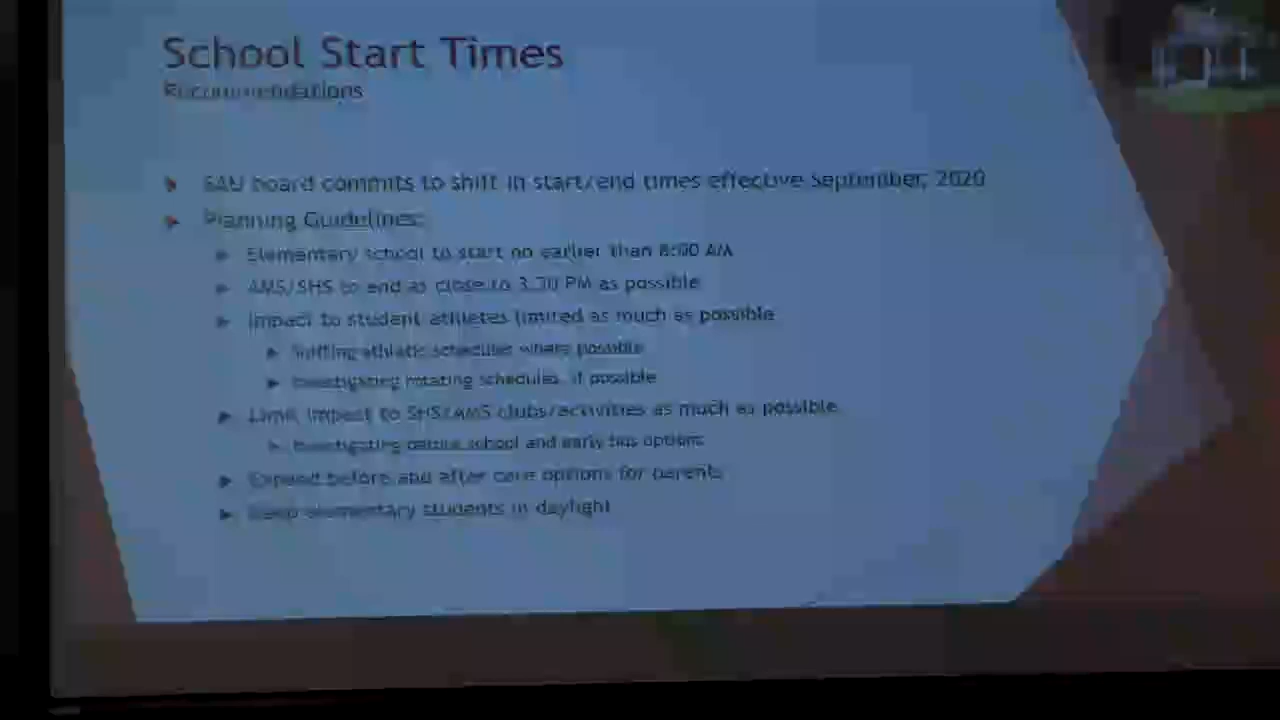 School Start Times
Recommendations
SAU board commits to shift in start/end times effective September, 2020
Planning Guidelines:
Elementary school to start no earlier than 8:00 AM
AMS/SHS to end as close to 3:30 PM as possible
Impact to student athletes limited as much as possible
Shifting athletic schedules where possible
Investigating rotating schedules, if possible
Limit impact to SHS/AMS clubs/activities as much as possible
Investigating before school and early bus options
Expand before and after care options for parents
Keep elementary students in daylight